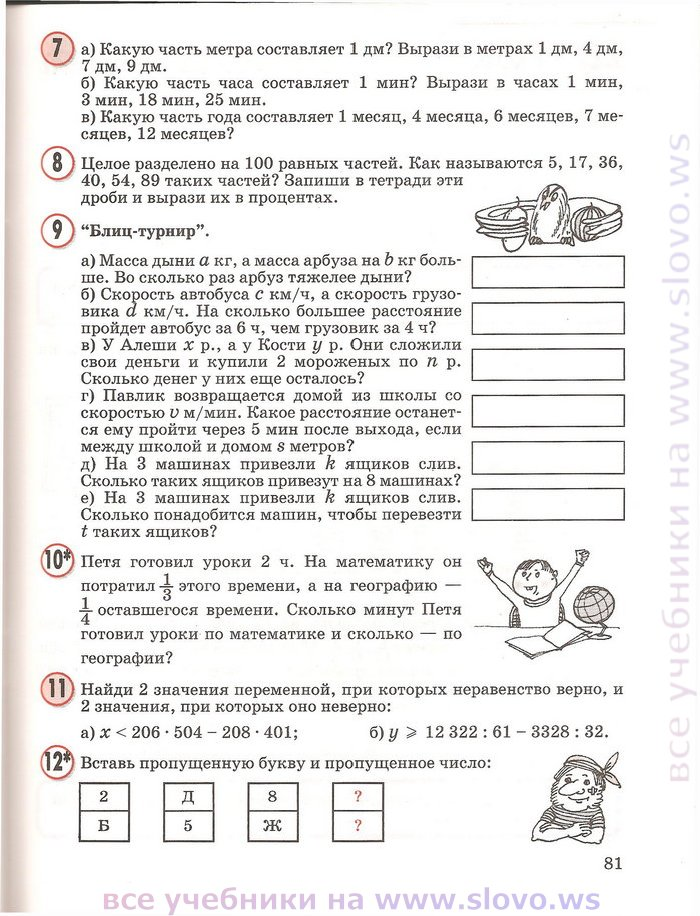 7 а) Какую часть метра составляет 1 дм? Вырази в метрах 1 дм, 4 дм,
7 дм, 9 дм.
б) Какую часть часа составляет 1 мин? Вырази в часах 1 мин,
3 мин, 18 мин, 25 мин.
в) Какую часть года составляет 1 месяц, 4 месяца, 6 месяцев, 7 ме-
сяцев, 12 месяцев?
8 Целое разделено на 100 равных частей. Как называются 5, 17, 36,
40, 54, 89 таких частей? Запиши в тетради эти
дроби и вырази их в процентах.
9 "Блиц-турнир".
а) Масса дыни a кг, а масса арбуза на b кг боль-
ше. Во сколько раз арбуз тяжелее дыни?
б) Скорость автобуса c км/ч, а скорость грузо-
вика d км/ч. На сколько большее расстояние
пройдет автобус за 6 ч, чем грузовик за 4 ч?
в) У Алеши x р., а у Кости y р. Они сложили
свои деньги и купили 2 мороженых по n р.
Сколько денег у них еще осталось?
г) Павлик возвращается домой из школы со
скоростью v м/мин. Какое расстояние останет-
ся ему пройти через 5 мин после выхода, если
между школой и домом s метров?
д) На 3 машинах привезли k ящиков слив.
Сколько таких ящиков привезут на 8 машинах?
е) На 3 машинах привезли k ящиков слив.
Сколько понадобится машин, чтобы перевезти
t таких ящиков?
10* Петя готовил уроки 2 ч. На математику он
потратил 1/3 этого времени, а на географию —
1/4 оставшегося времени. Сколько минут Петя
готовил уроки по математике и сколько — по
географии?
11 Найди 2 значения переменной, при которых неравенство верно, и
2 значения, при которых оно неверно:
а) x < 206 · 504 – 208 · 401; б) y ⩾ 12 322 : 61 – 3328 : 32.
12* Вставь пропущенную букву и пропущенное число:
2 Д 8 ?
Б 5 Ж ?
81
все учебники на www.slovo.ws
все учебники на www.slovo.ws